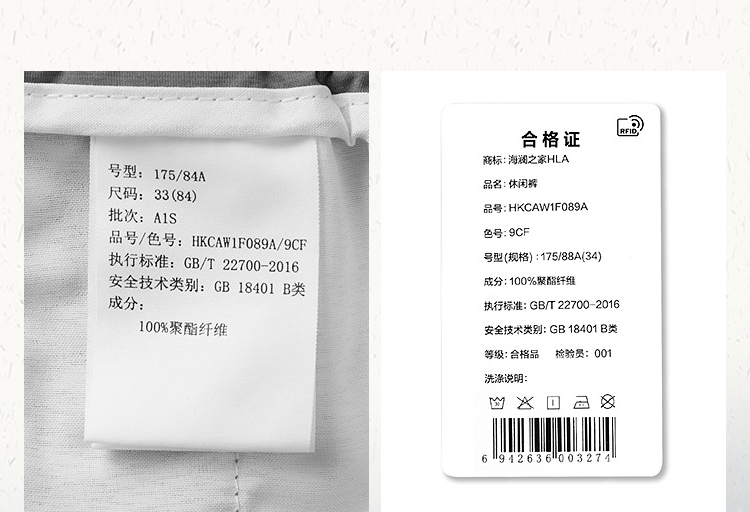 号型: 175/84A
尺码: 33(84)
批次: A1S
品号/色号: HKCAW1F089A/9CF
执行标准: GB/T 22700-2016
安全技术类别: GB 18401 B类
成分:
100%聚酯纤维
RFID
合格证
商标: 海澜之家HLA
品名: 休闲裤
品号: HKCAW1F089A
色号: 9CF
号型(规格) : 175/88A(34)
成分: 100%聚酯纤维
执行标准: GB/T 22700-2016
安全技术类别: GB 18401 B类
等级: 合格品 检验员: 001
洗涤说明:
6 942636 003274